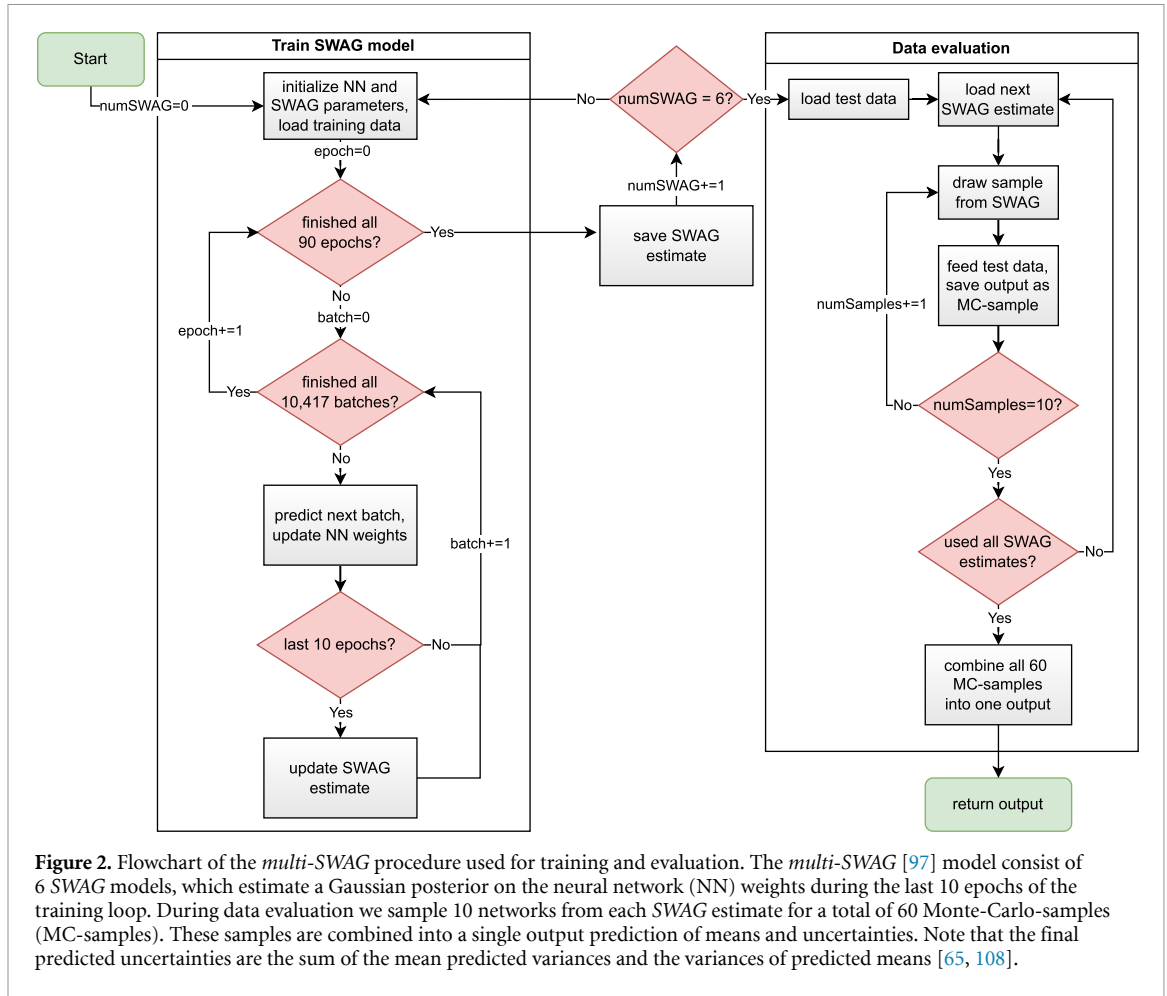 Start
numSWAG=0
Train SWAG model
initialize NN and
SWAG parameters,
load training data
epoch=0
finished all
90 epochs?
Yes
No
batch=0
epoch+=1
finished all
10,417 batches?
Yes
No
predict next batch,
update NN weights
batch+=1
last 10 epochs?
No
Yes
update SWAG
estimate
numSWAG = 6?
No
Yes
numSWAG+=1
save SWAG
estimate
Data evaluation
load test data
load next
SWAG estimate
draw sample
from SWAG
feed test data,
save output as
MC-sample
numSamples+=1
numSamples=10?
No
Yes
used all SWAG
estimates?
No
Yes
combine all 60
MC-samples
into one output
return output
Figure 2. Flowchart of the multi-SWAG procedure used for training and evaluation. The multi-SWAG [97] model consist of
6 SWAG models, which estimate a Gaussian posterior on the neural network (NN) weights during the last 10 epochs of the
training loop. During data evaluation we sample 10 networks from each SWAG estimate for a total of 60 Monte-Carlo-samples
(MC-samples). These samples are combined into a single output prediction of means and uncertainties. Note that the final
predicted uncertainties are the sum of the mean predicted variances and the variances of predicted means [65, 108].